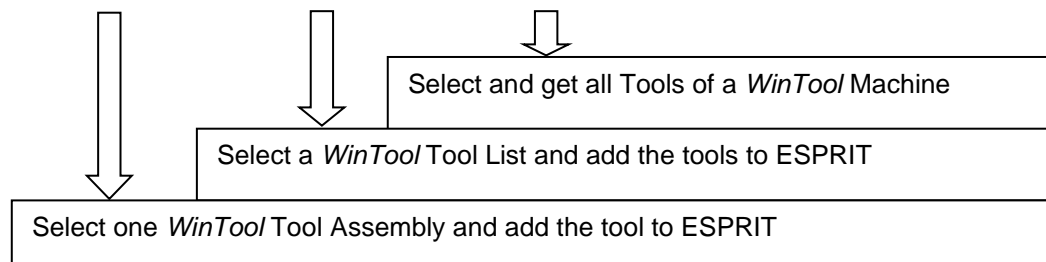 Select and get all Tools of a WinTool Machine
Select a WinTool Tool List and add the tools to ESPRIT
Select one WinTool Tool Assembly and add the tool to ESPRIT